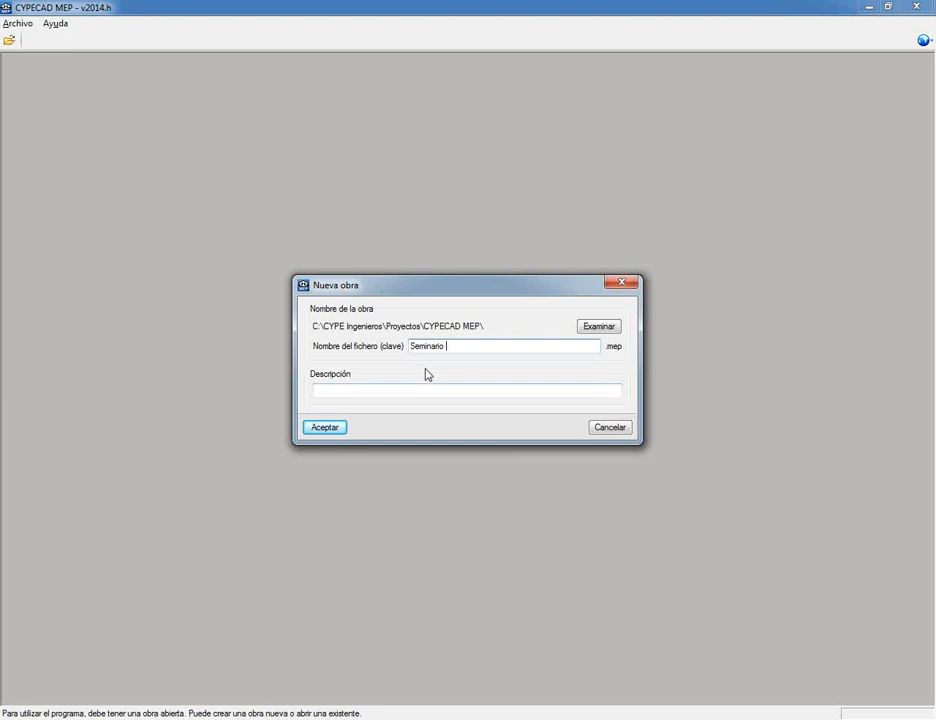 CYPECAD MEP - v2014.h
Archivo Ayuda
Nueva obra
Nombre de la obra
C:\CYPE Ingenieros\Proyectos\CYPECAD MEP\
Examinar
Nombre del fichero (clave) Seminario .mep
Descripción
Aceptar Cancelar
Para utilizar el programa, debe tener una obra abierta. Puede crear una obra nueva o abrir una existente.